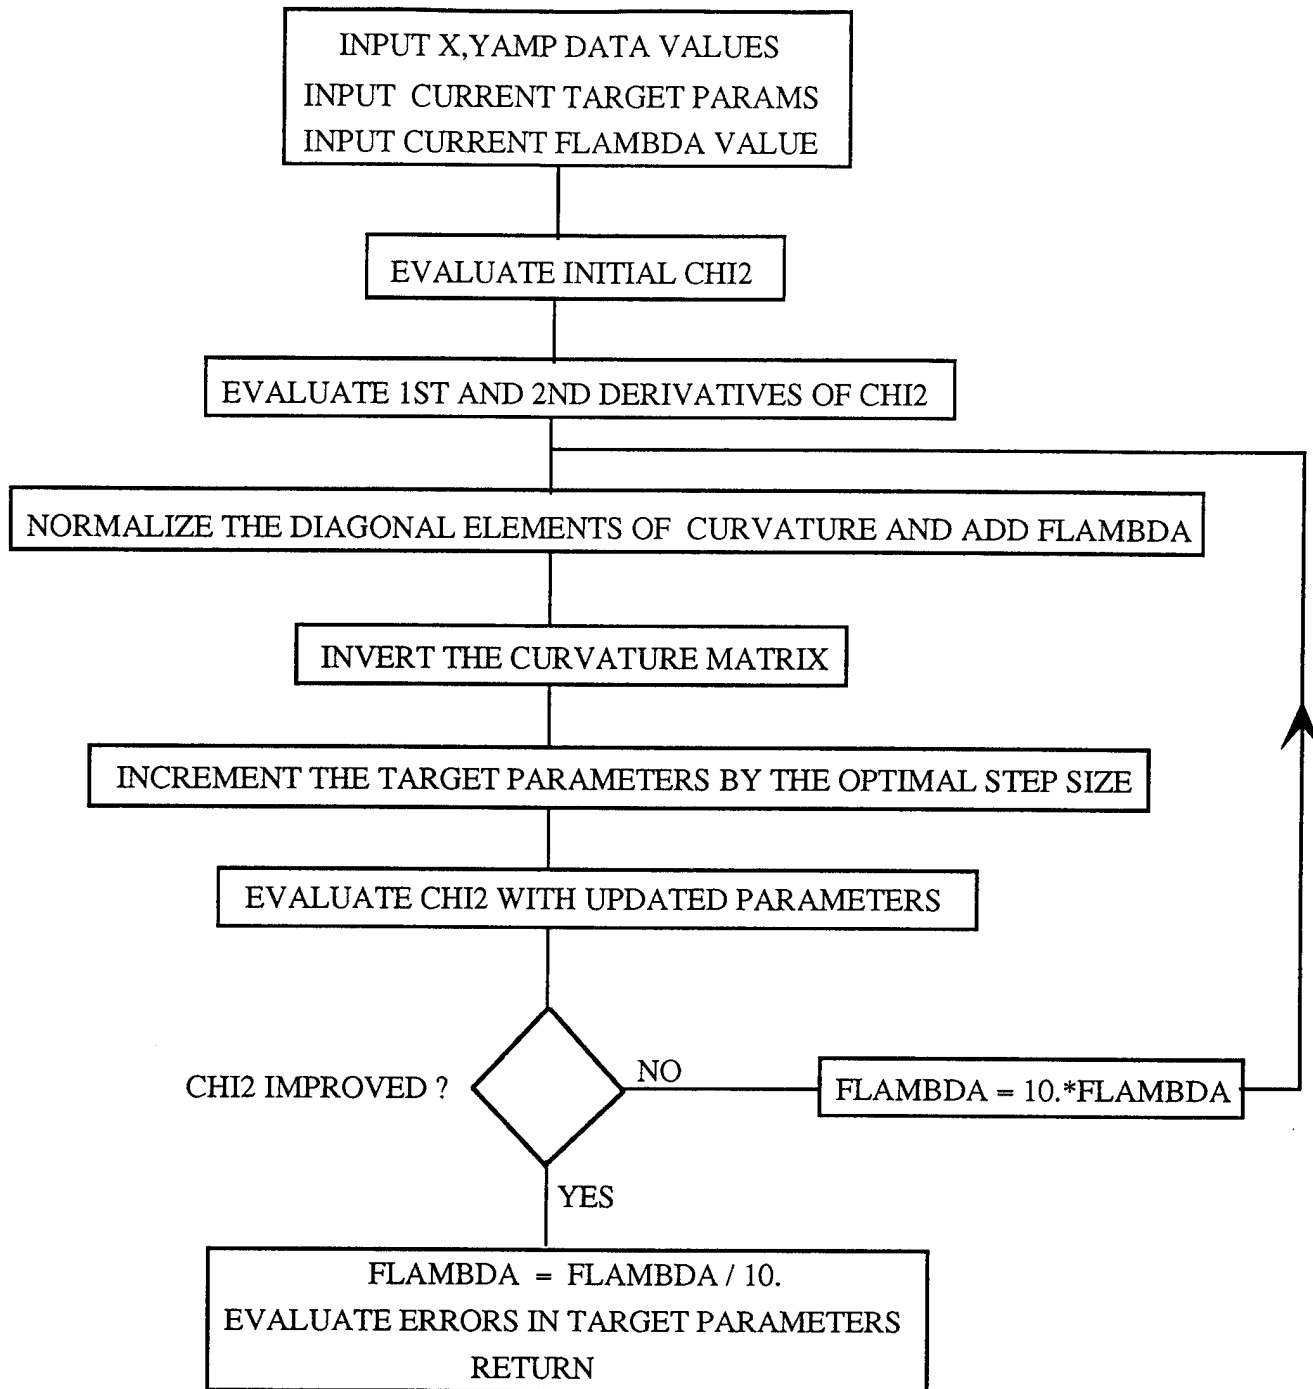 INPUT X,YAMP DATA VALUES
INPUT CURRENT TARGET PARAMS
INPUT CURRENT FLAMBDA VALUE
EVALUATE INITIAL CHI2
EVALUATE 1ST AND 2ND DERIVATIVES OF CHI2
NORMALIZE THE DIAGONAL ELEMENTS OF CURVATURE AND ADD FLAMBDA
INVERT THE CURVATURE MATRIX
INCREMENT THE TARGET PARAMETERS BY THE OPTIMAL STEP SIZE
EVALUATE CHI2 WITH UPDATED PARAMETERS
CHI2 IMPROVED ?
NO
FLAMBDA = 10.*FLAMBDA
YES
FLAMBDA = FLAMBDA / 10.
EVALUATE ERRORS IN TARGET PARAMETERS
RETURN